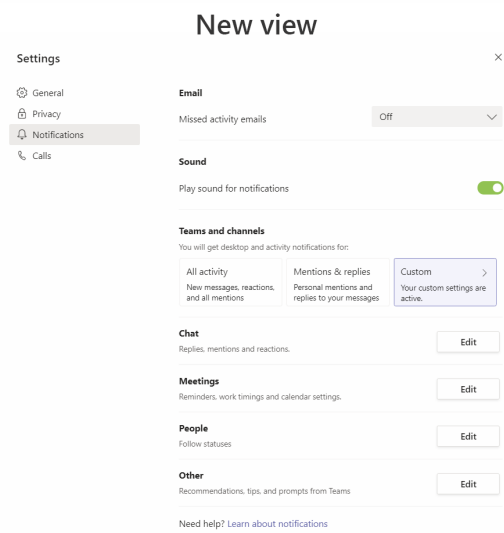 New view
Settings
General
Privacy
Notifications
Calls
Email
Missed activity emails
Off
Sound
Play sound for notifications
Teams and channels
You will get desktop and activity notifications for:
All activity
New messages, reactions,
and all mentions
Mentions & replies
Personal mentions and
replies to your messages
Custom
Your custom settings are
active.
Chat
Replies, mentions and reactions.
Edit
Meetings
Reminders, work timings and calendar settings.
Edit
People
Follow statuses
Edit
Other
Recommendations, tips, and prompts from Teams
Edit
Need help? Learn about notifications